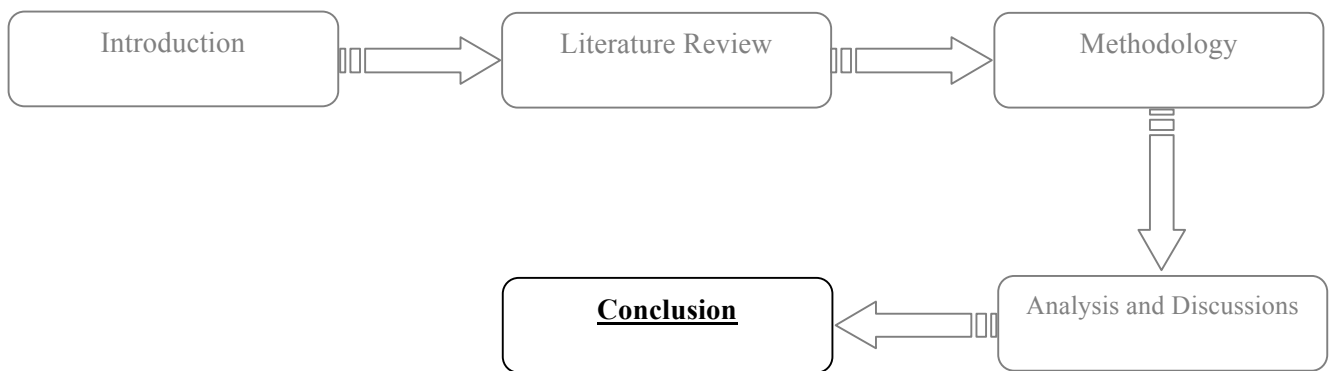 Introduction
Literature Review
Methodology
Analysis and Discussions
Conclusion